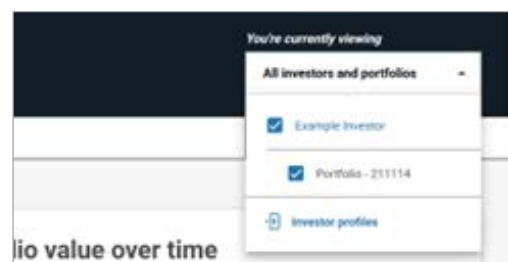 You're currently viewing
All investors and portfolios
Example Investor
Portfolio - 211114
Investor profiles
lio value over time